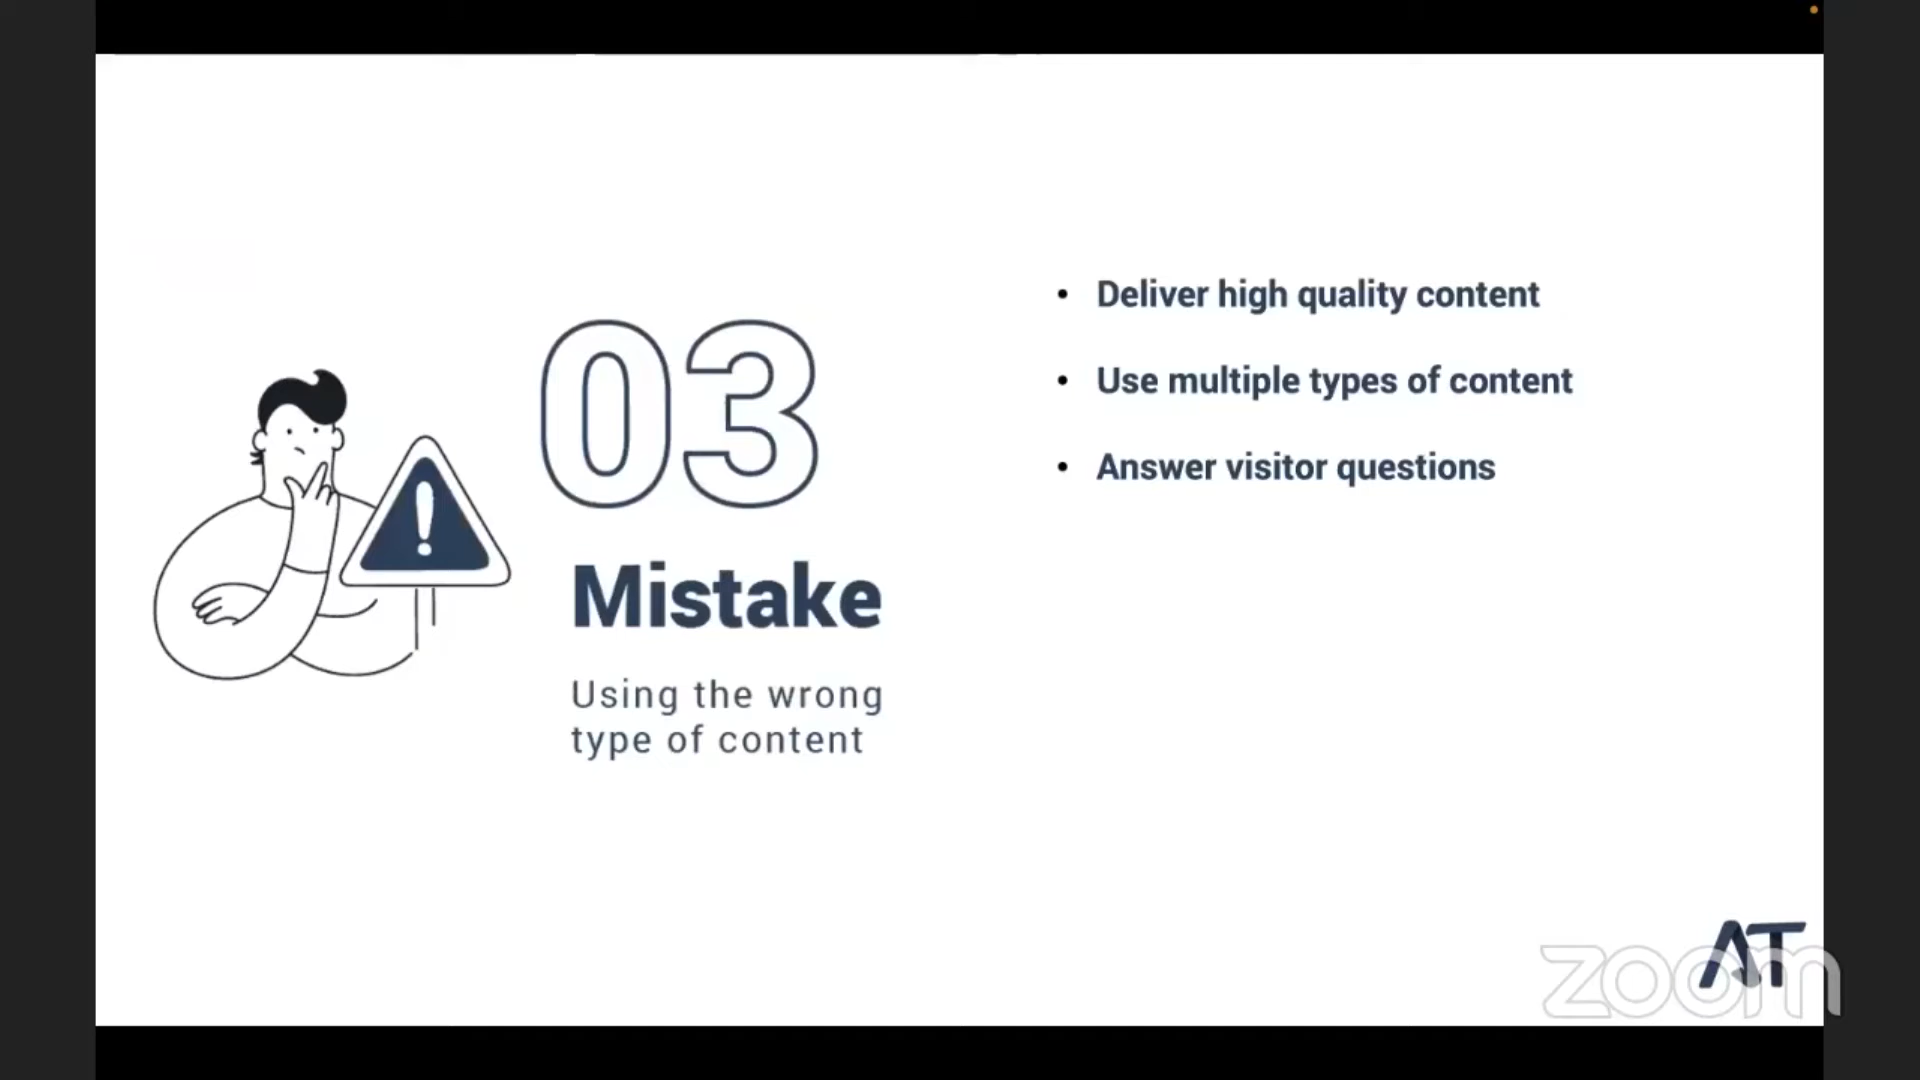 03
Mistake
Using the wrong
type of content
• Deliver high quality content
• Use multiple types of content
• Answer visitor questions
AT
zoom